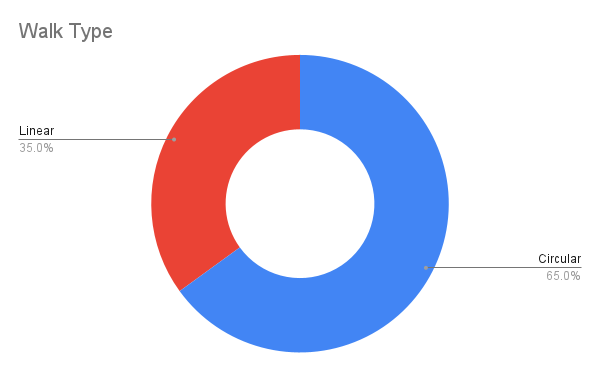 Walk Type
Linear
35.0%
Circular
65.0%